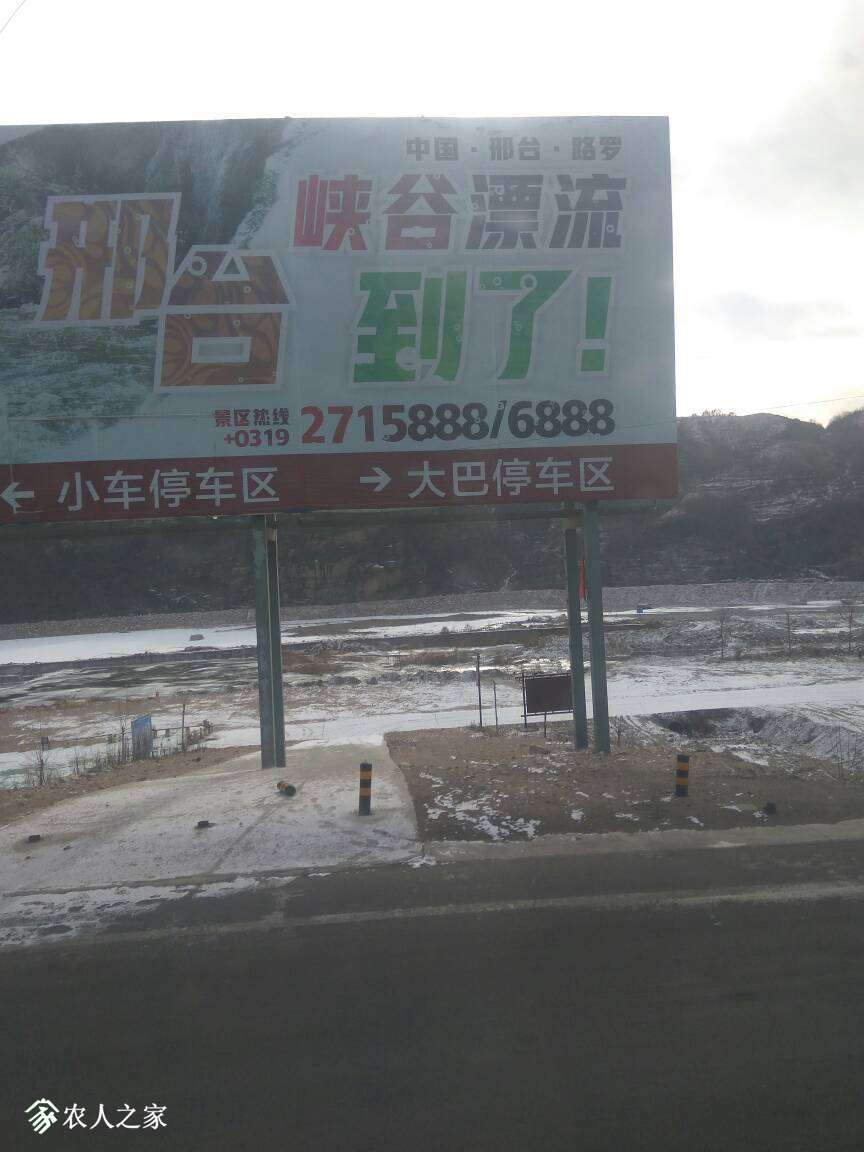 中国·邢台·路罗
邢台
峡谷漂流
到了!
景区热线
+0319 2715888/6888
← 小车停车区 → 大巴停车区
农人之家